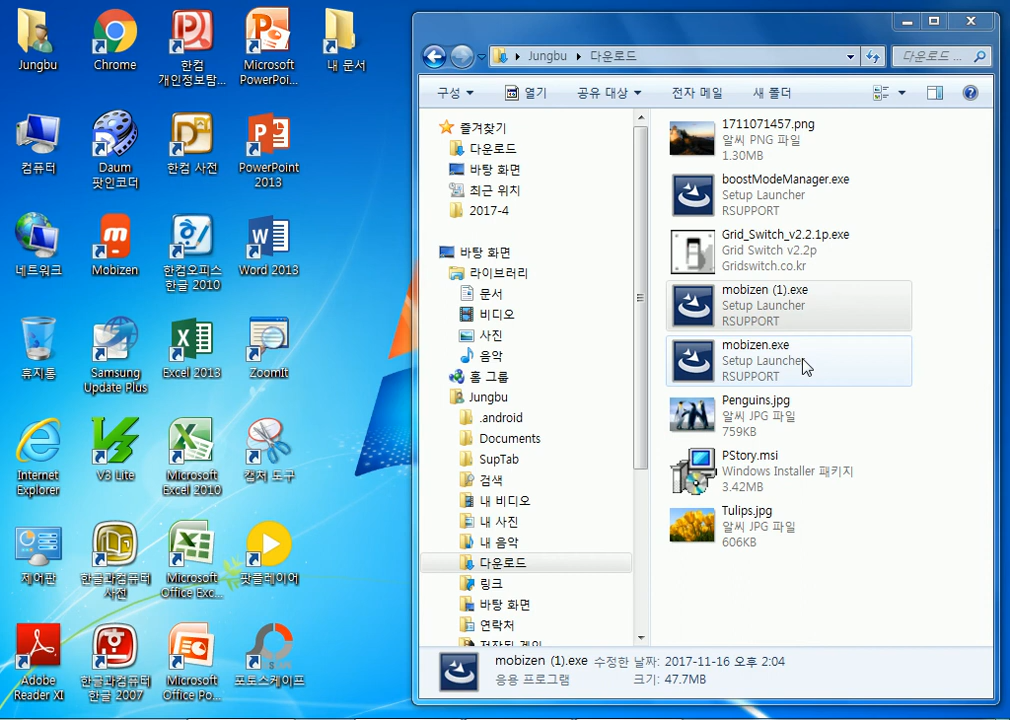 Jungbu
Chrome
한컴
개인정보탐...
Microsoft
PowerPoi...
내 문서
컴퓨터
Daum
팟인코더
한컴 사전
PowerPoint
2013
네트워크
Mobizen
한컴오피스
한글 2010
Word 2013
휴지통
Samsung
Update Plus
Excel 2013
ZoomIt
Internet
Explorer
V3 Lite
Microsoft
Excel 2010
캡처 도구
제어판
한글과컴퓨터
사전
Microsoft
Office Exc...
팟플레이어
Adobe
Reader XI
한글과컴퓨터
한글 2007
Microsoft
Office Po...
포토스케이프
Jungbu
다운로드
다운로드 ...
구성
열기
공유 대상
전자 메일
새 폴더
즐겨찾기
다운로드
바탕 화면
최근 위치
2017-4
바탕 화면
라이브러리
문서
비디오
사진
음악
홈 그룹
Jungbu
.android
Documents
SupTab
검색
내 비디오
내 사진
내 음악
다운로드
링크
바탕 화면
연락처
저장된 게임
1711071457.png
알씨 PNG 파일
1.30MB
boostModeManager.exe
Setup Launcher
RSUPPORT
Grid_Switch_v2.2.1p.exe
Grid Switch v2.2p
Gridswitch.co.kr
mobizen (1).exe
Setup Launcher
RSUPPORT
mobizen.exe
Setup Launcher
RSUPPORT
Penguins.jpg
알씨 JPG 파일
759KB
PStory.msi
Windows Installer 패키지
3.42MB
Tulips.jpg
알씨 JPG 파일
606KB
mobizen (1).exe 수정한 날짜: 2017-11-16 오후 2:04
응용 프로그램 크기: 47.7MB